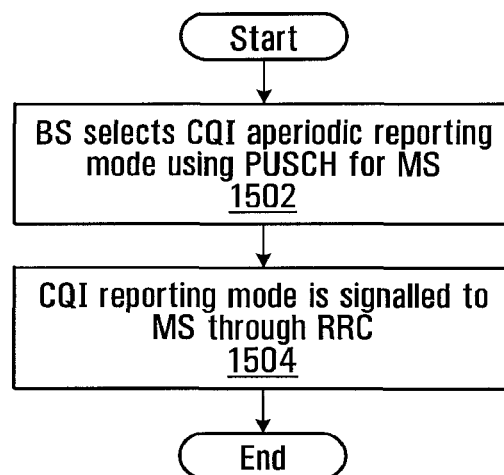 Start
BS selects CQI aperiodic reporting
mode using PUSCH for MS
1502
CQI reporting mode is signalled to
MS through RRC
1504
End